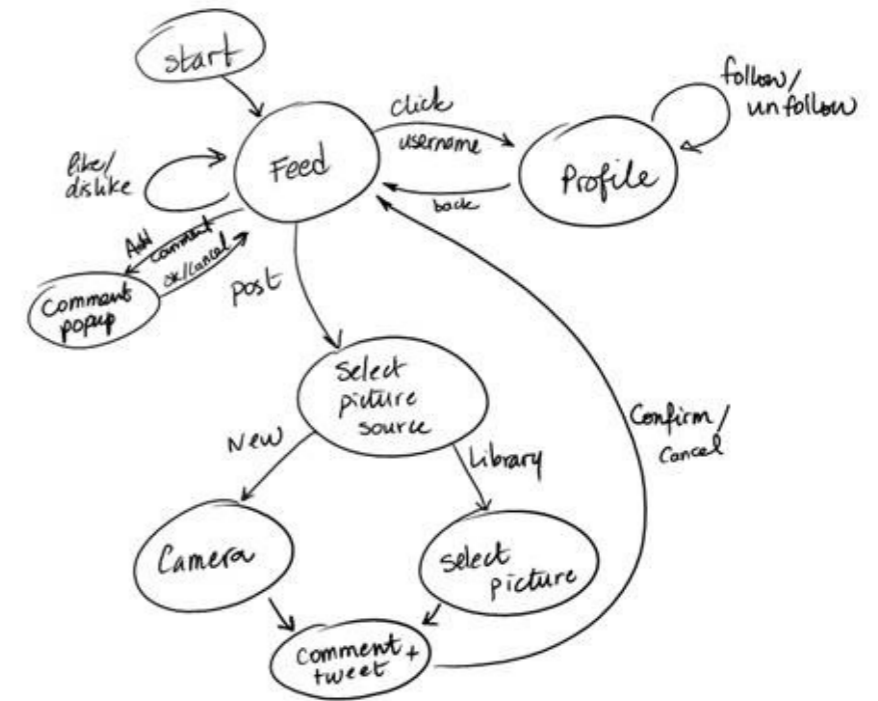 start
Feed
click
username
back
Profile
follow/
unfollow
like/
dislike
Add comment
ok/cancel
Comment
popup
post
Select
picture
source
New
Library
Camera
select
picture
comment +
tweet
Confirm/
Cancel